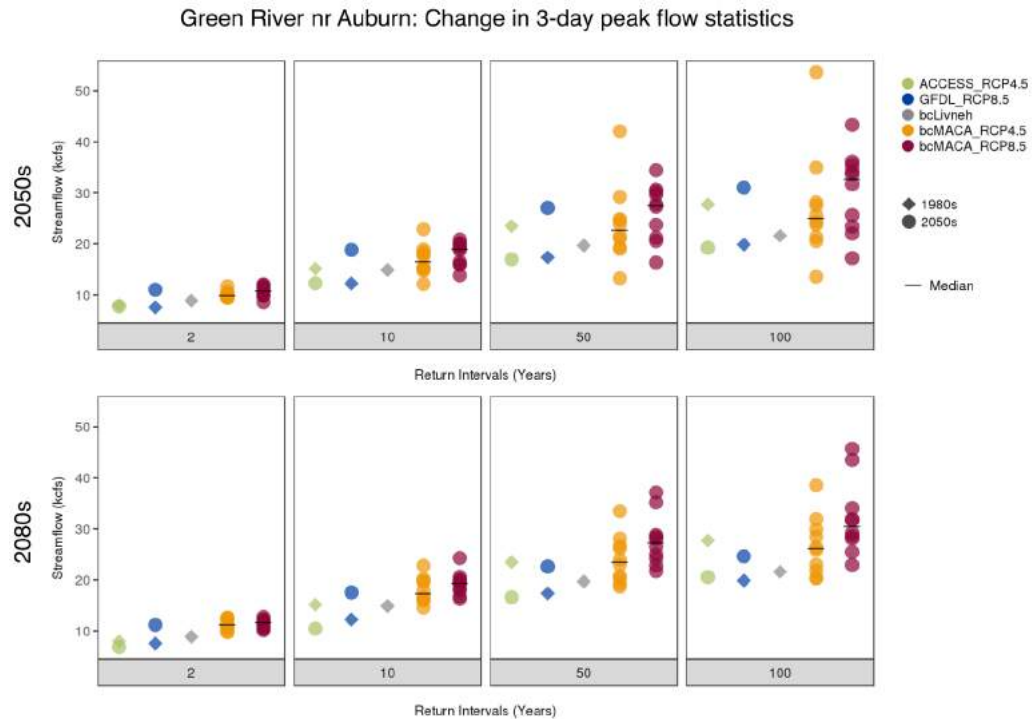 Green River nr Auburn: Change in 3-day peak flow statistics
2050s
Streamflow (kcfs)
50
40
30
20
10
2
10
50
100
Return Intervals (Years)
ACCESS_RCP4.5
GFDL_RCP8.5
bcLivneh
bcMACA_RCP4.5
bcMACA_RCP8.5
1980s
2050s
Median
2080s
Streamflow (kcfs)
50
40
30
20
10
2
10
50
100
Return Intervals (Years)